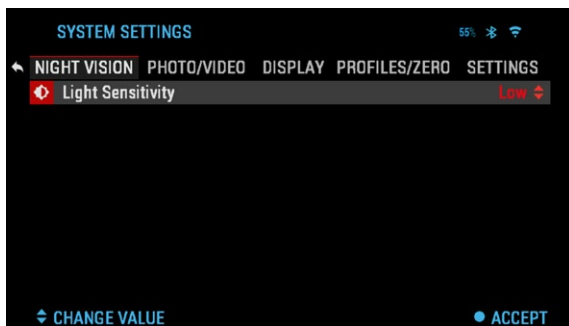 SYSTEM SETTINGS 55%
NIGHT VISION PHOTO/VIDEO DISPLAY PROFILES/ZERO SETTINGS
Light Sensitivity Low
CHANGE VALUE ACCEPT